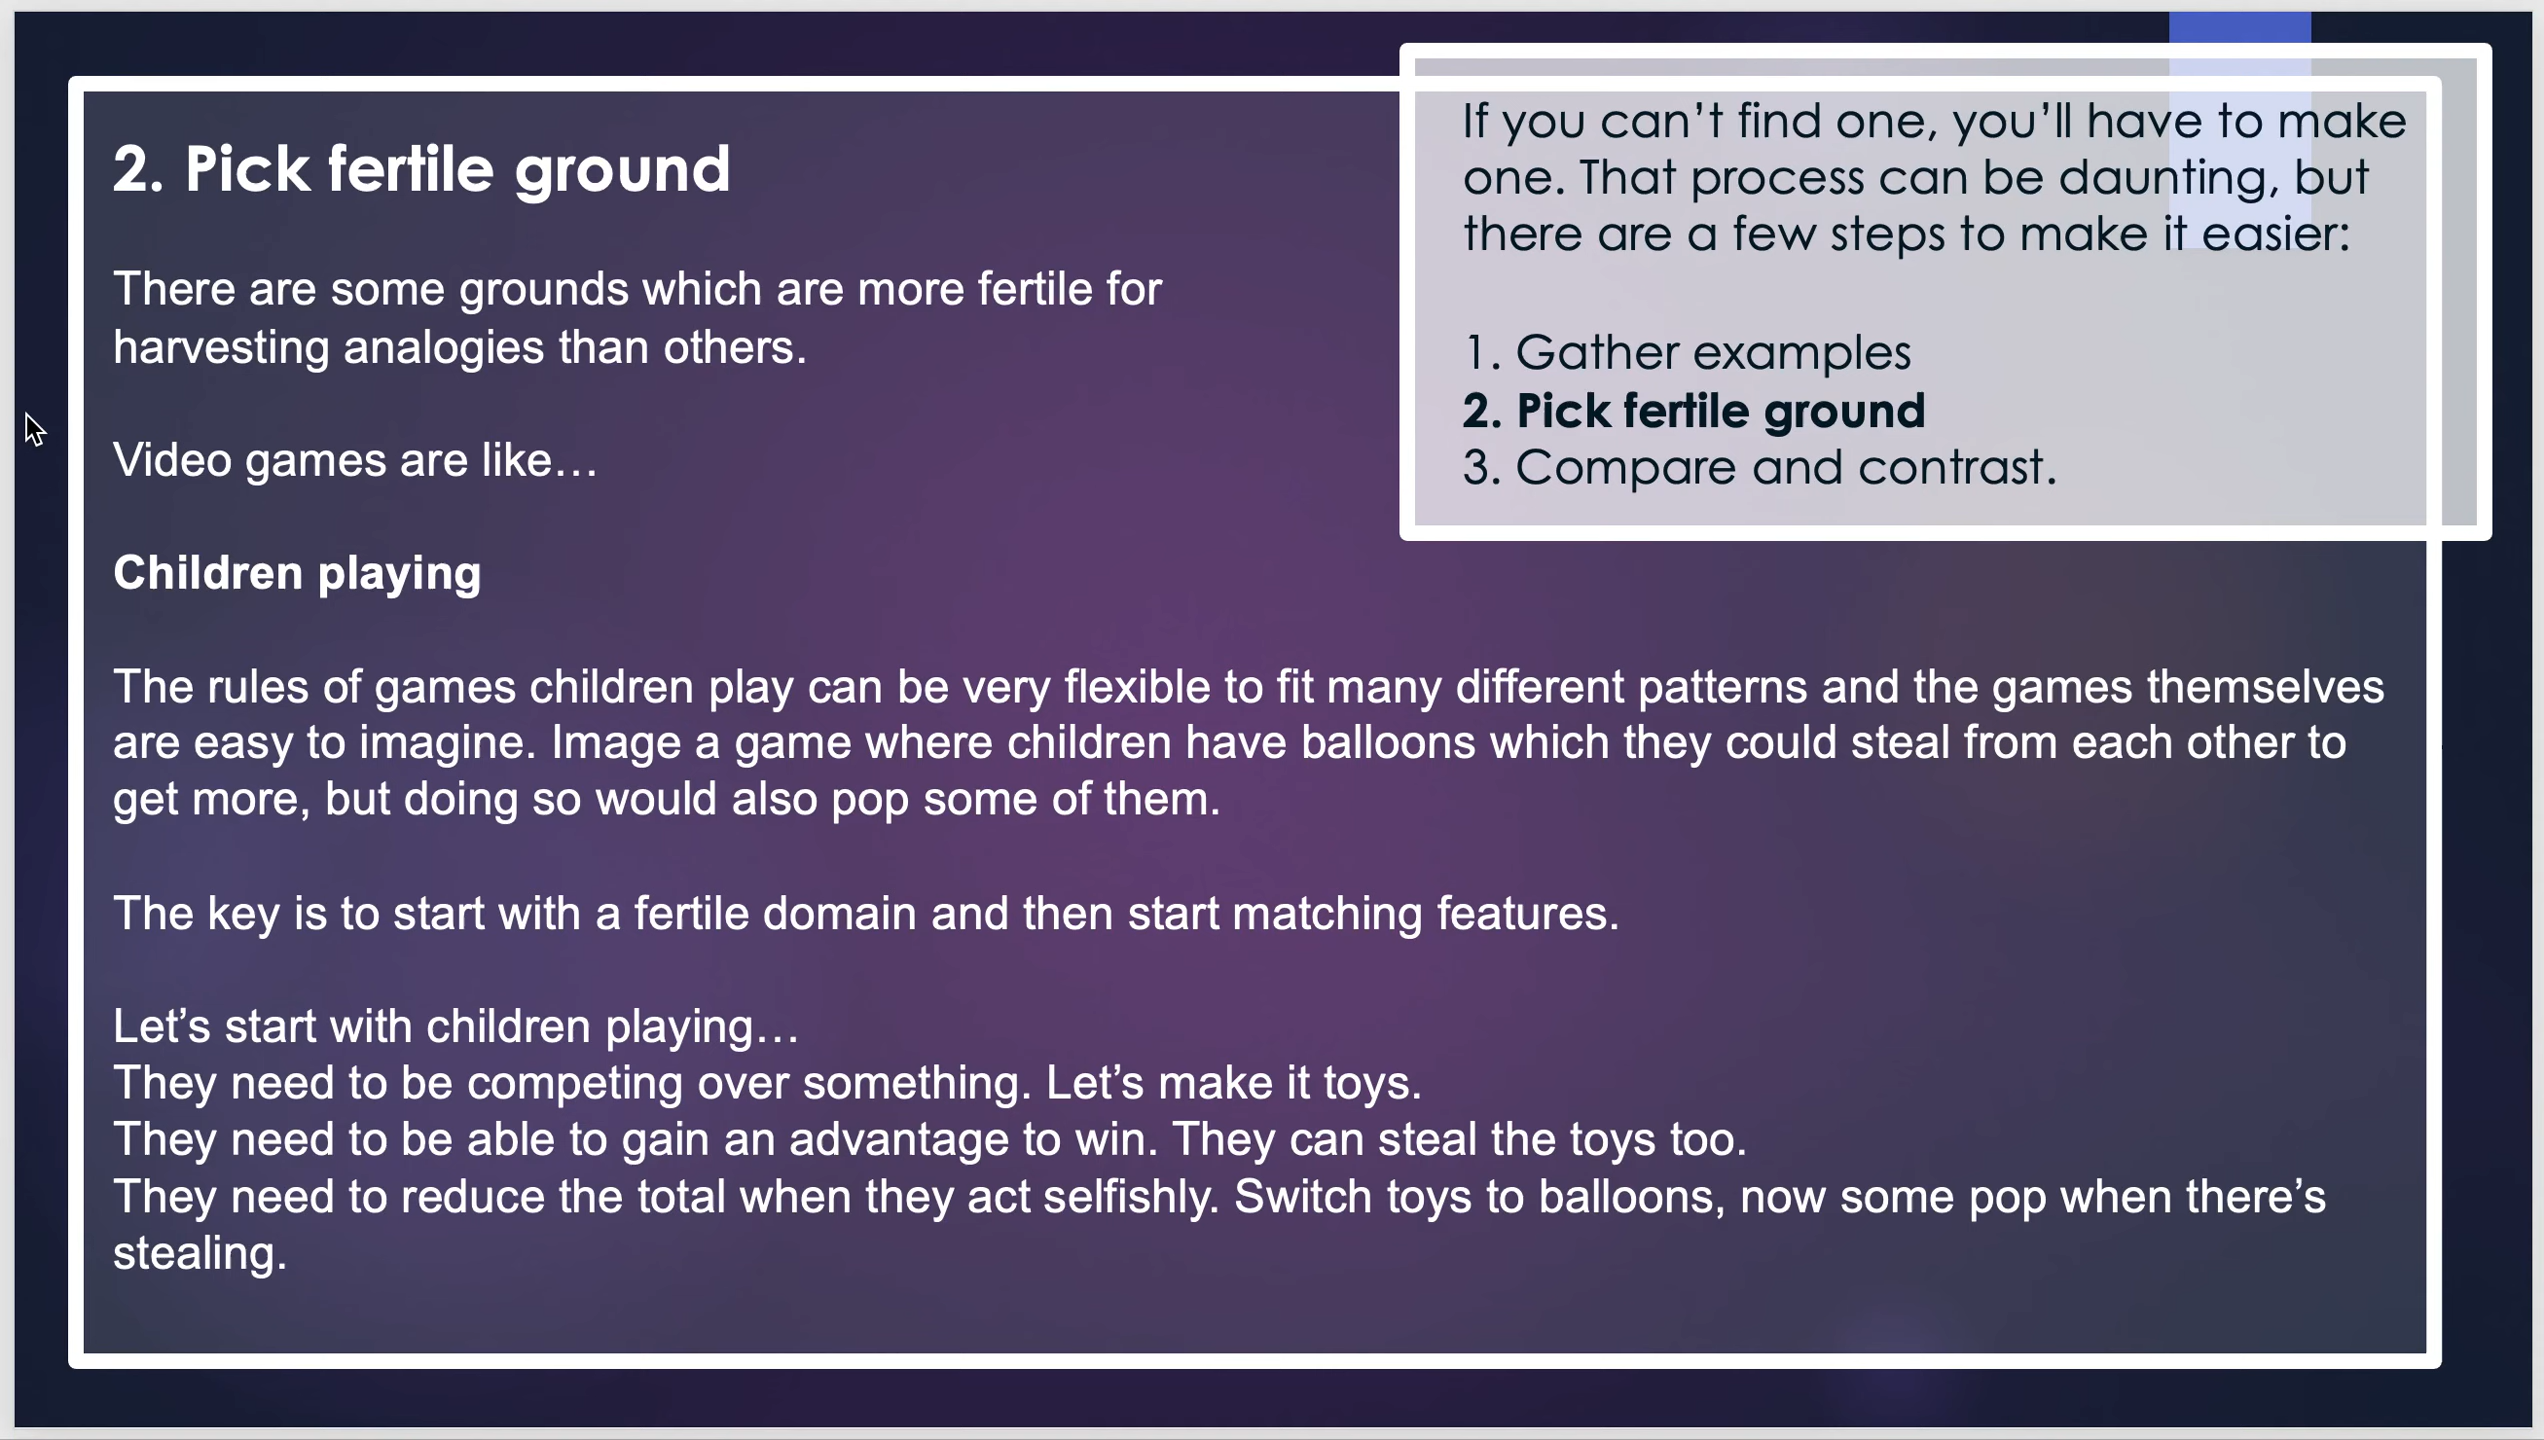 2. Pick fertile ground
There are some grounds which are more fertile for
harvesting analogies than others.
Video games are like…
Children playing
The rules of games children play can be very flexible to fit many different patterns and the games themselves
are easy to imagine. Image a game where children have balloons which they could steal from each other to
get more, but doing so would also pop some of them.
The key is to start with a fertile domain and then start matching features.
Let’s start with children playing…
They need to be competing over something. Let’s make it toys.
They need to be able to gain an advantage to win. They can steal the toys too.
They need to reduce the total when they act selfishly. Switch toys to balloons, now some pop when there’s
stealing.
If you can’t find one, you’ll have to make
one. That process can be daunting, but
there are a few steps to make it easier:
1. Gather examples
2. Pick fertile ground
3. Compare and contrast.